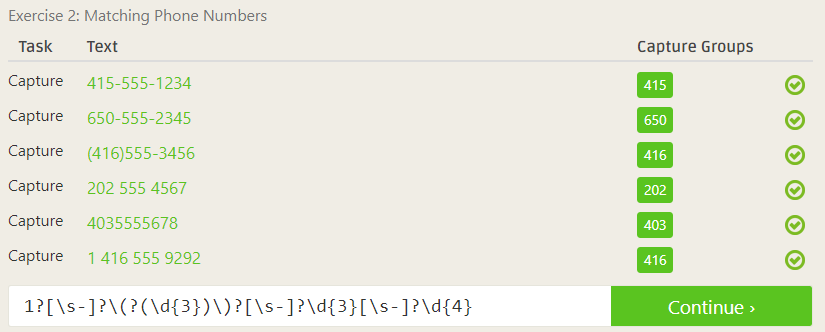 Exercise 2: Matching Phone Numbers
Task Text Capture Groups
Capture 415-555-1234 415
Capture 650-555-2345 650
Capture (416)555-3456 416
Capture 202 555 4567 202
Capture 4035555678 403
Capture 1 416 555 9292 416
1?[\s-]?\(?(\d{3})\)?[\s-]?\d{3}[\s-]?\d{4} Continue ›